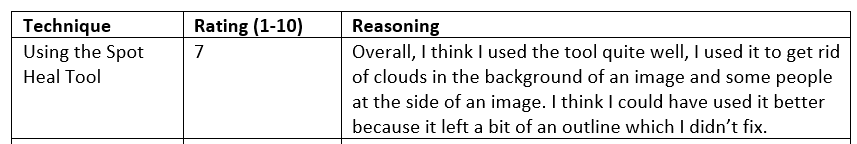 Technique Rating (1-10) Reasoning
Using the Spot 7 Overall, I think I used the tool quite well, I used it to get rid
Heal Tool of clouds in the background of an image and some people
at the side of an image. I think I could have used it better
because it left a bit of an outline which I didn't fix.